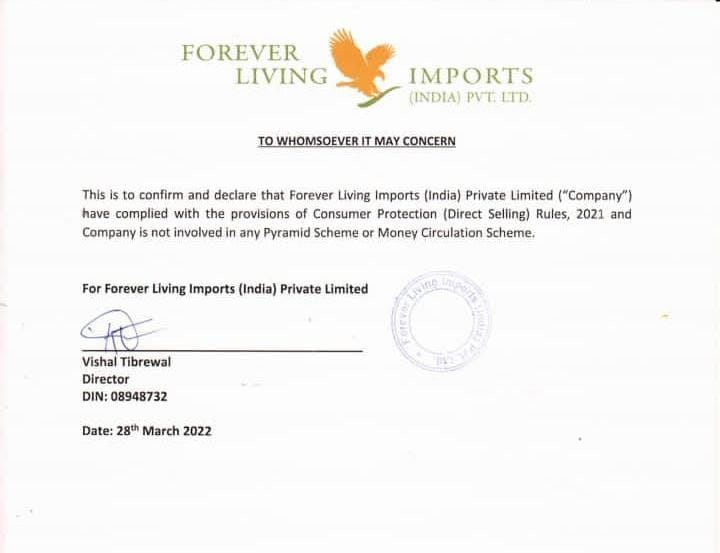 FOREVER
LIVING
IMPORTS
(INDIA) PVT. LTD.
TO WHOMSOEVER IT MAY CONCERN
This is to confirm and declare that Forever Living Imports (India) Private Limited (“Company”)
have complied with the provisions of Consumer Protection (Direct Selling) Rules, 2021 and
Company is not involved in any Pyramid Scheme or Money Circulation Scheme.
For Forever Living Imports (India) Private Limited
Forever Living Imports (India) Pvt. Ltd.
Vishal Tibrewal
Director
DIN: 08948732
Date: 28th March 2022